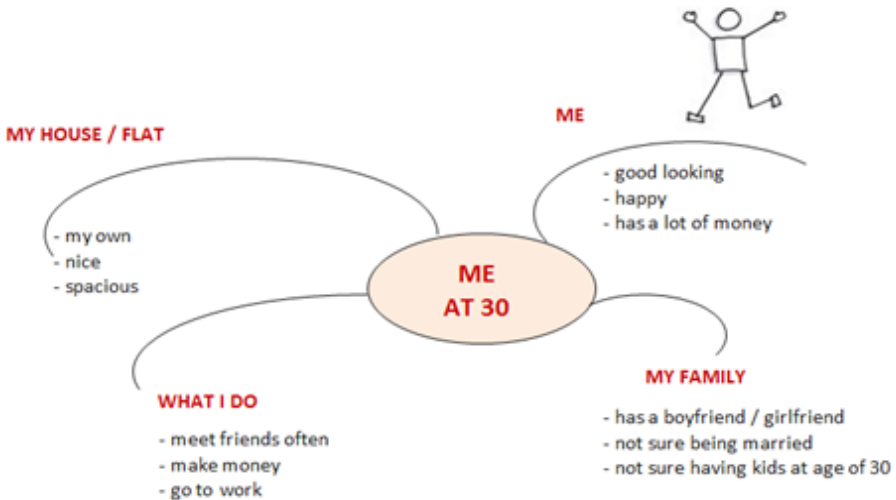 MY HOUSE / FLAT
- my own
- nice
- spacious
ME
- good looking
- happy
- has a lot of money
ME
AT 30
WHAT I DO
- meet friends often
- make money
- go to work
MY FAMILY
- has a boyfriend / girlfriend
- not sure being married
- not sure having kids at age of 30